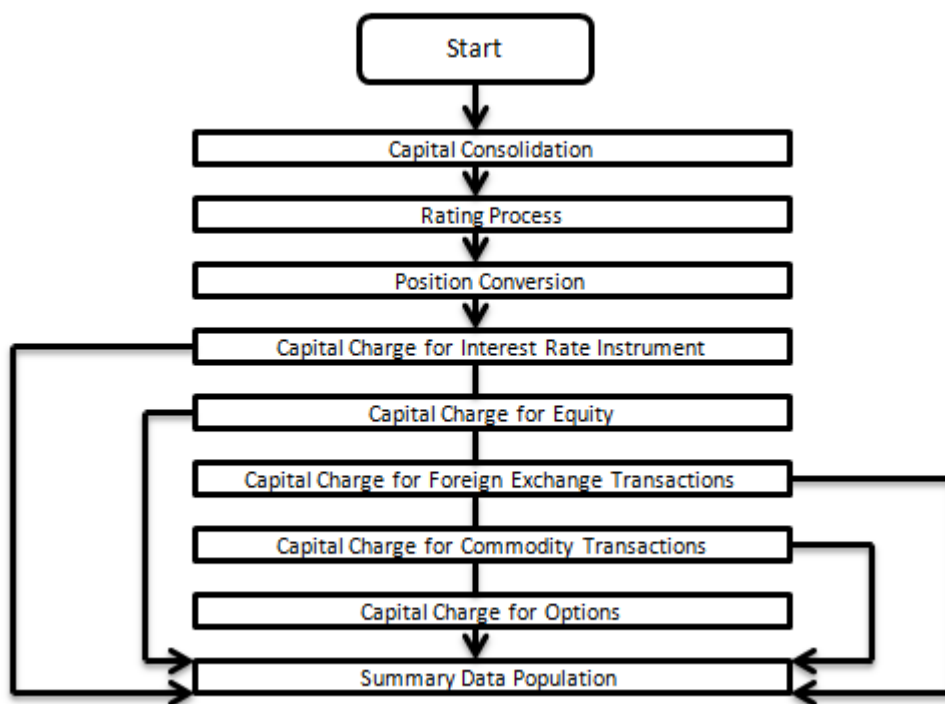 Start
Capital Consolidation
Rating Process
Position Conversion
Capital Charge for Interest Rate Instrument
Capital Charge for Equity
Capital Charge for Foreign Exchange Transactions
Capital Charge for Commodity Transactions
Capital Charge for Options
Summary Data Population